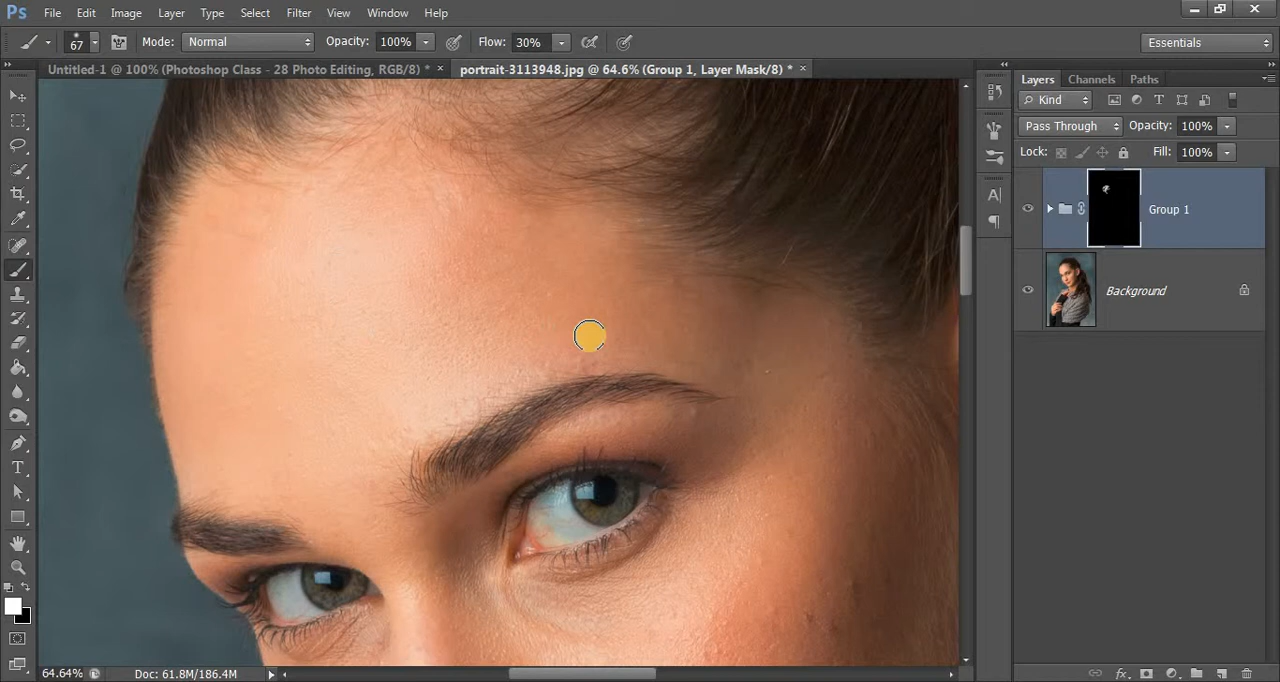 Ps File Edit Image Layer Type Select Filter View Window Help
67 Mode: Normal Opacity: 100% Flow: 30% Essentials
Untitled-1 @ 100% (Photoshop Class - 28 Photo Editing, RGB/8) * × portrait-3113948.jpg @ 64.6% (Group 1, Layer Mask/8) * ×
Layers Channels Paths
Kind
Pass Through Opacity: 100%
Lock: Fill: 100%
Group 1
Background
64.64% Doc: 61.8M/186.4M